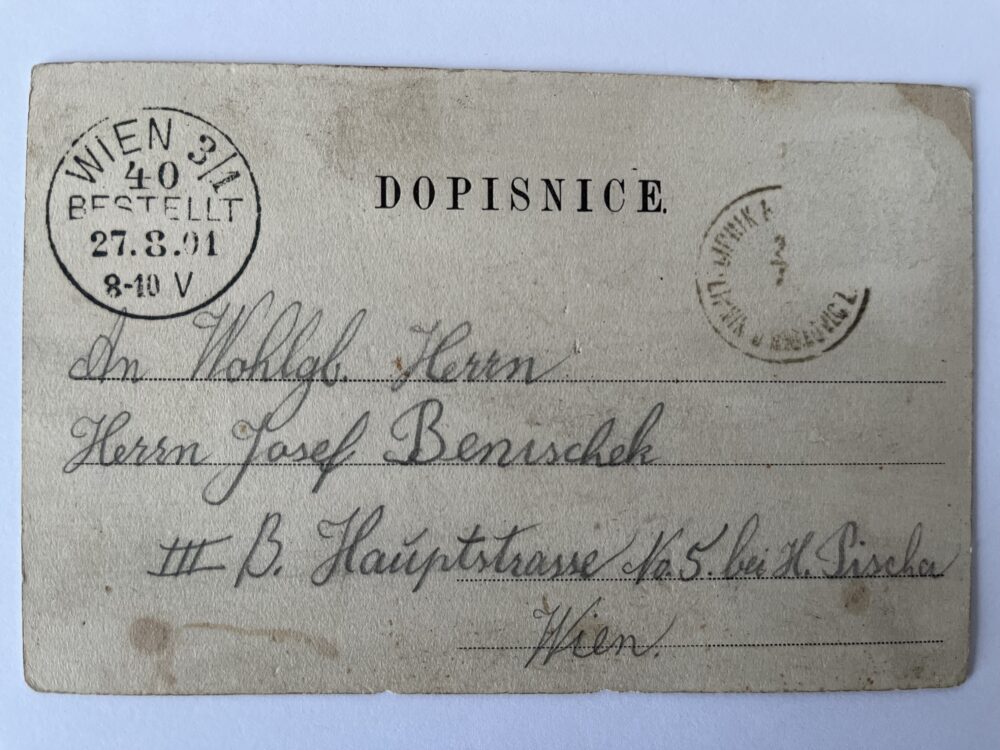 WIEN 3/1
40
BESTELLT
27.8.01
8-10 V
DOPISNICE.
An Wohlgb. Herrn
Herrn Josef Benischek
III B. Hauptstrasse No. 5. bei H. Pischa
Wien.